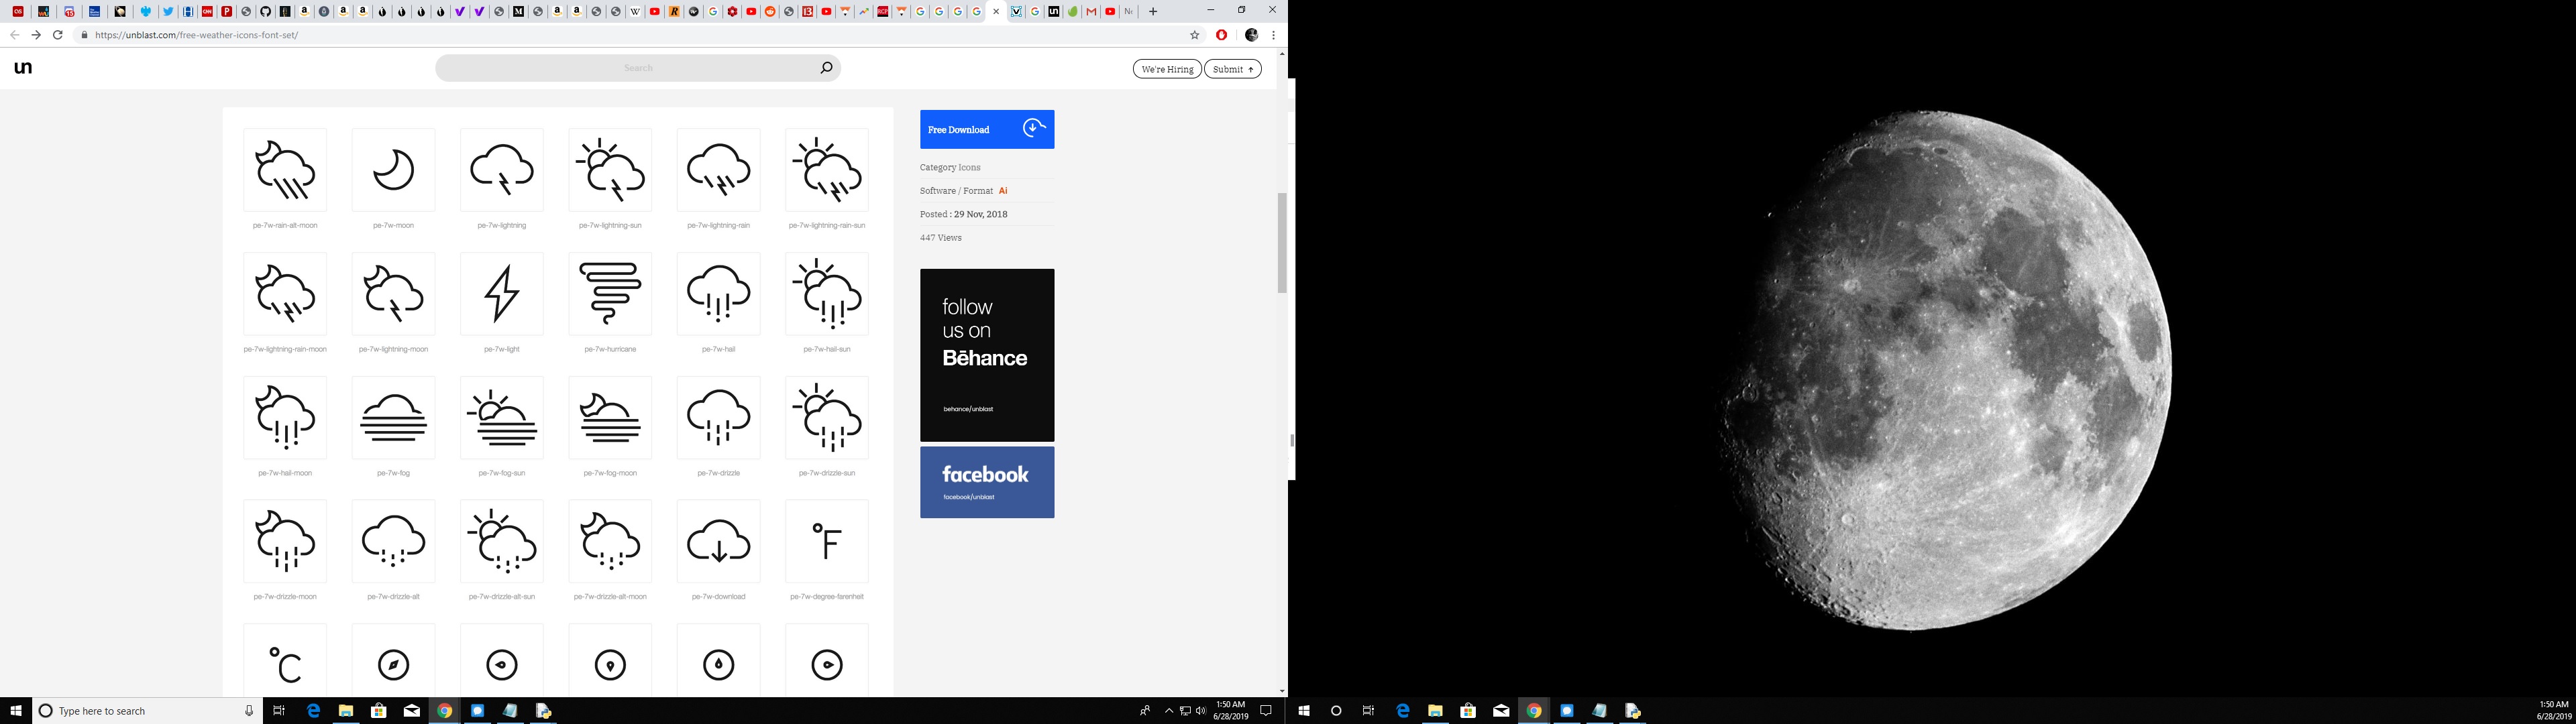 https://unblast.com/free-weather-icons-font-set/
un
Search
We're Hiring
Submit ↑
Free Download
Category Icons
Software / Format Ai
Posted : 29 Nov, 2018
447 Views
pe-7w-rain-alt-moon
pe-7w-moon
pe-7w-lightning
pe-7w-lightning-sun
pe-7w-lightning-rain
pe-7w-lightning-rain-sun
pe-7w-lightning-rain-moon
pe-7w-lightning-moon
pe-7w-light
pe-7w-hurricane
pe-7w-hail
pe-7w-hail-sun
follow
us on
Bēhance
behance/unblast
pe-7w-hail-moon
pe-7w-fog
pe-7w-fog-sun
pe-7w-fog-moon
pe-7w-drizzle
pe-7w-drizzle-sun
facebook
facebook/unblast
°F
pe-7w-drizzle-moon
pe-7w-drizzle-alt
pe-7w-drizzle-alt-sun
pe-7w-drizzle-alt-moon
pe-7w-download
pe-7w-degree-farenheit
°C
Type here to search
1:50 AM
6/28/2019
1:50 AM
6/28/2019